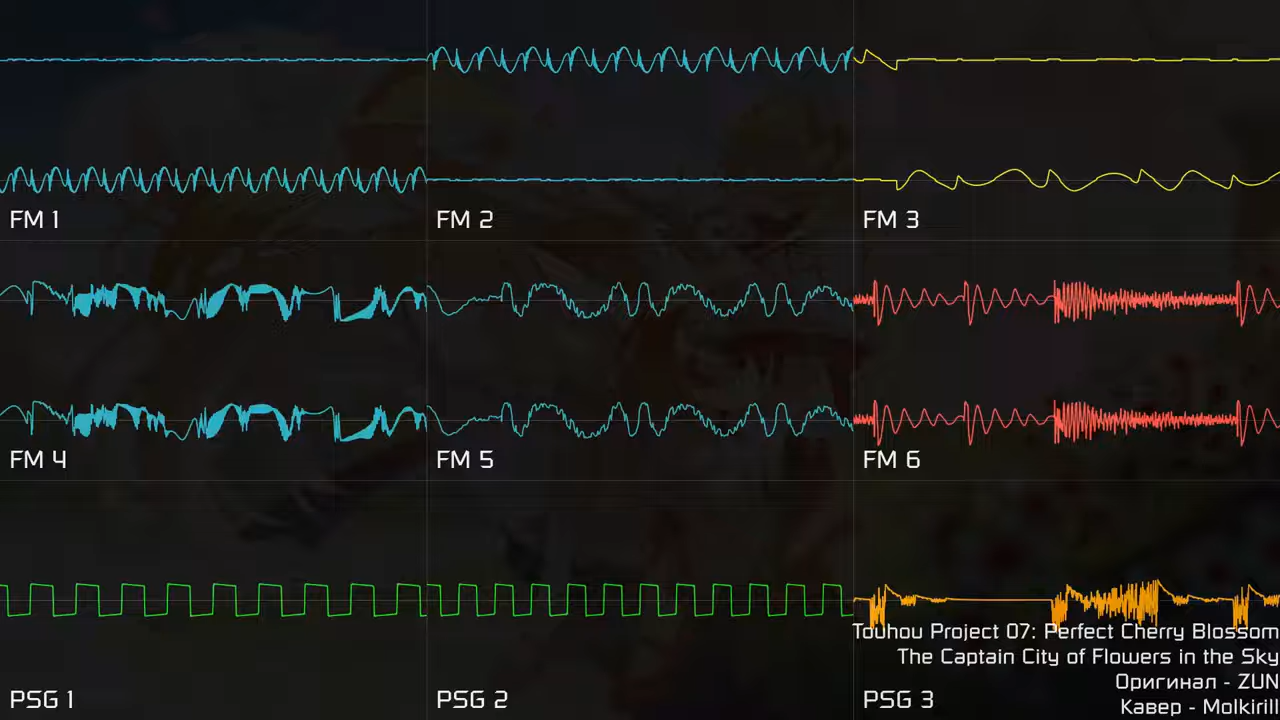 FM 1
FM 2
FM 3
FM 4
FM 5
FM 6
PSG 1
PSG 2
PSG 3
Touhou Project 07: Perfect Cherry Blossom
The Captain City of Flowers in the Sky
Оригинал - ZUN
Кавер - Molkirill